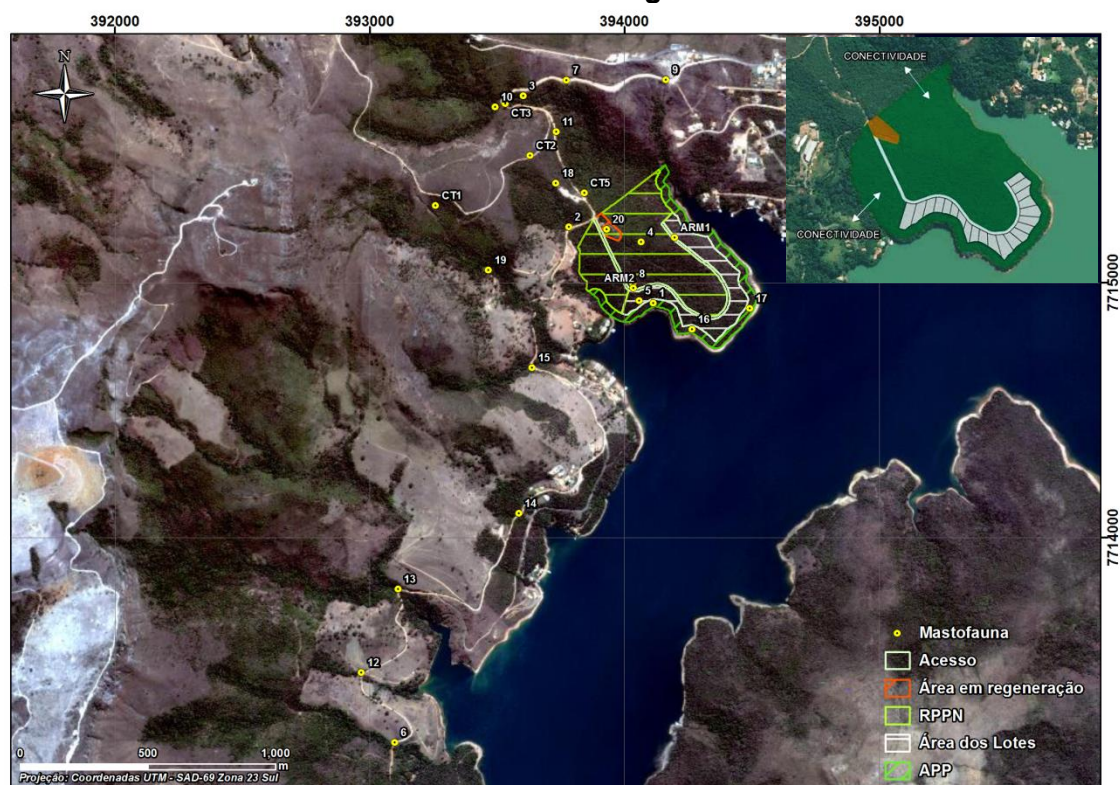 392000
393000
394000
395000
N
CONECTIVIDADE
CONECTIVIDADE
7
9
3
10
CT3
11
CT2
18
CT5
CT1
2
20
4
ARM1
19
ARM2
8
5
1
17
16
15
14
13
12
6
7715000
7714000
Mastofauna
Acesso
Área em regeneração
RPPN
Área dos Lotes
APP
0
500
1,000
m
Projeção: Coordenadas UTM - SAD-69 Zona 23 Sul